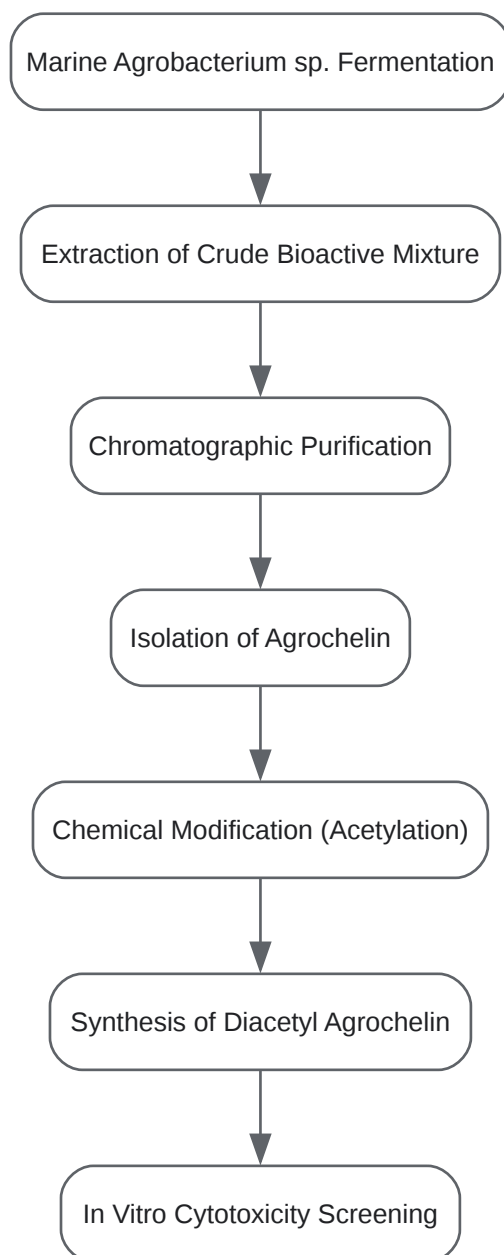 Marine Agrobacterium sp. Fermentation
Extraction of Crude Bioactive Mixture
Chromatographic Purification
Isolation of Agrochelin
Chemical Modification (Acetylation)
Synthesis of Diacetyl Agrochelin
In Vitro Cytotoxicity Screening